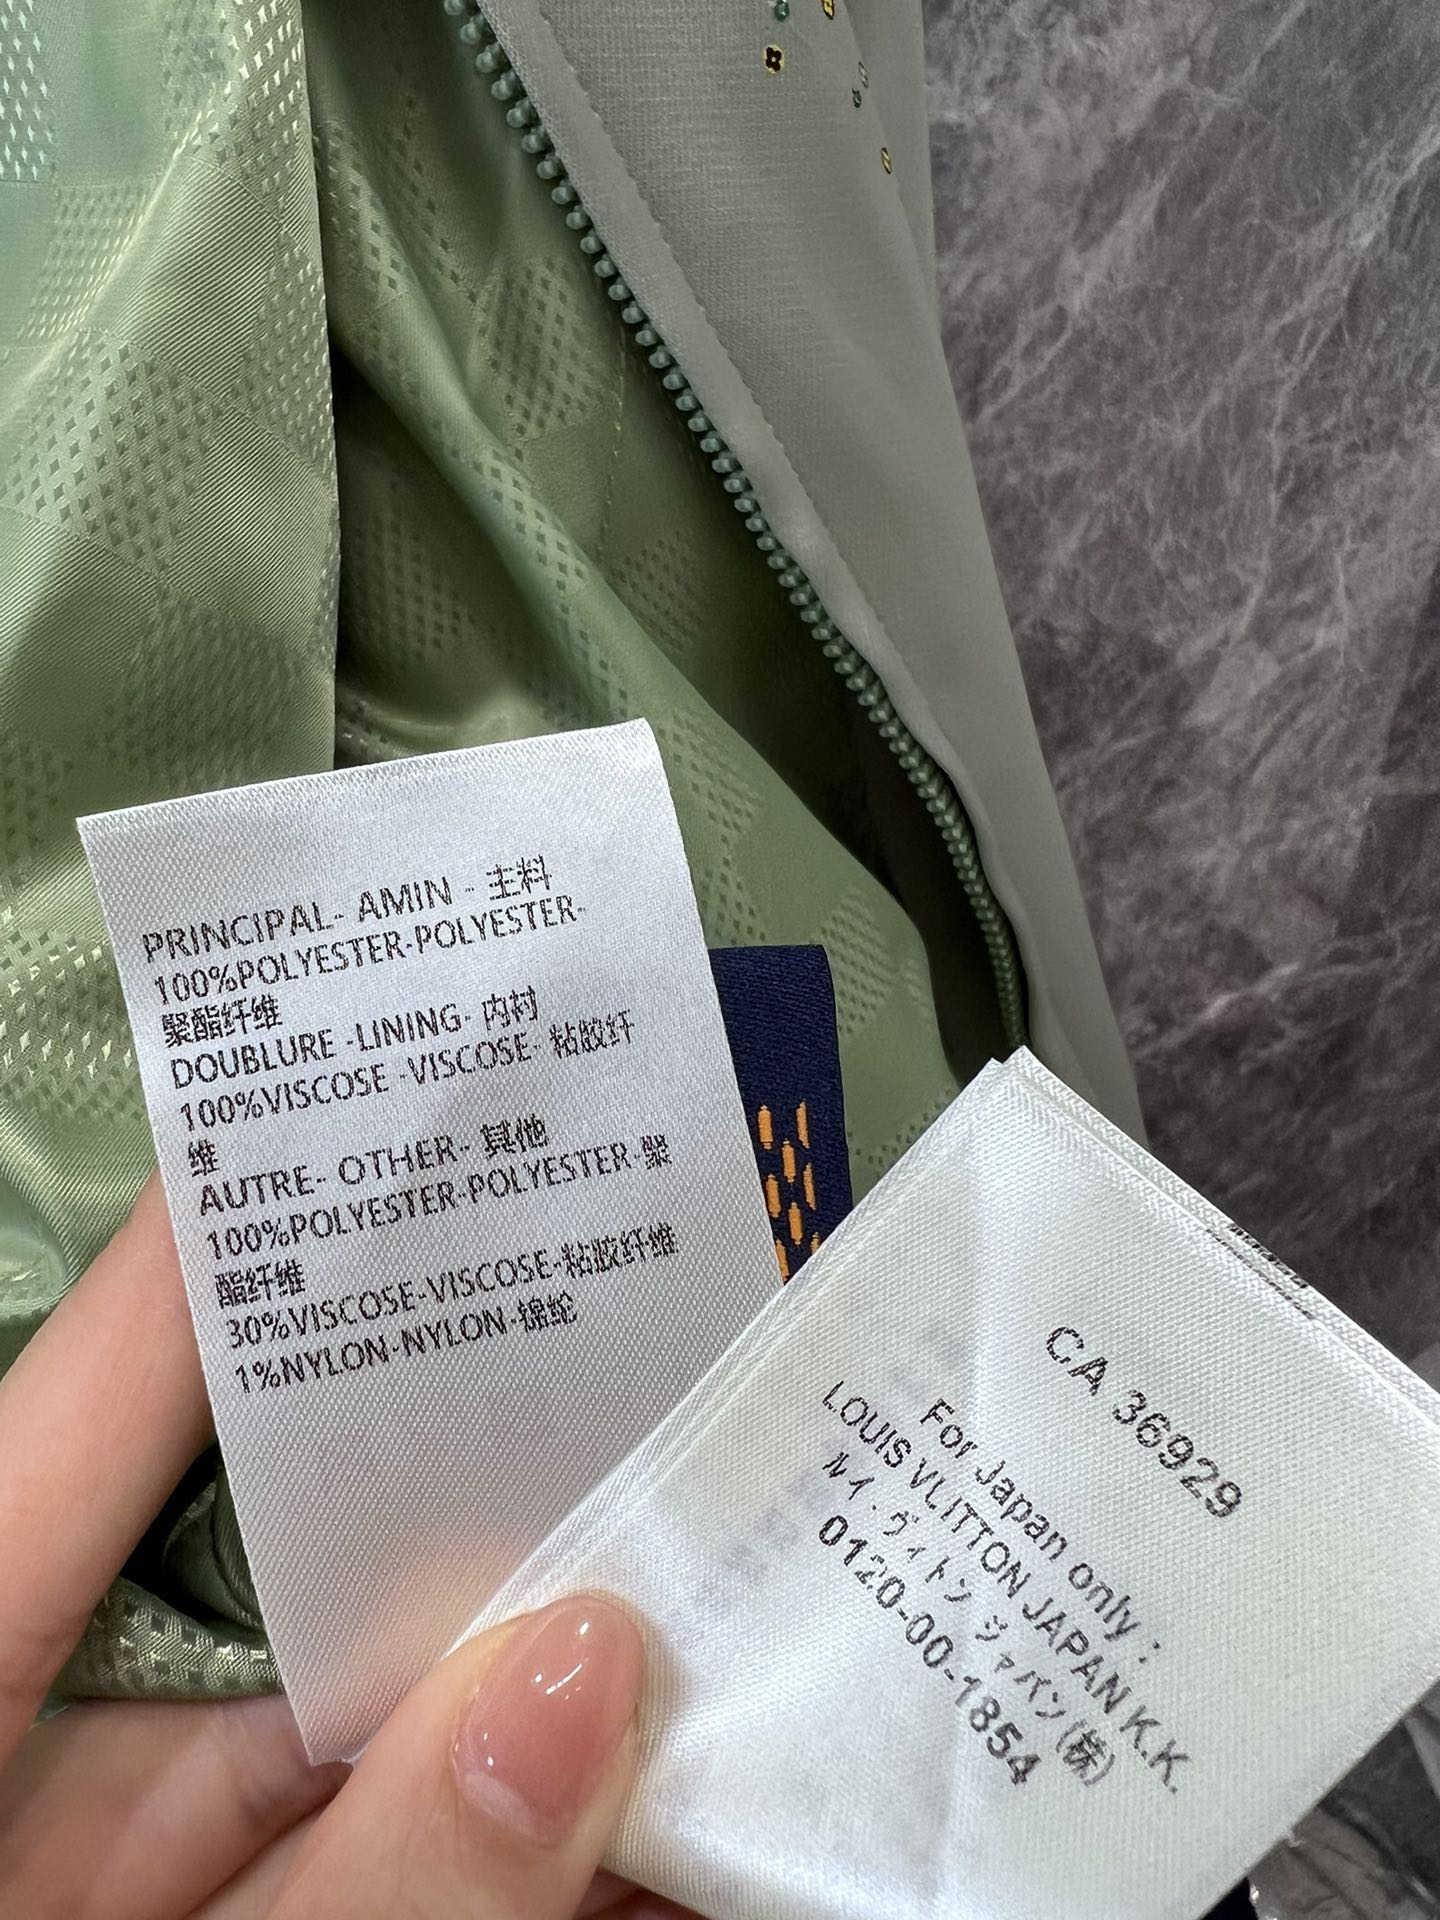 PRINCIPAL- AMIN - 主料
100%POLYESTER-POLYESTER-
聚酯纤维
DOUBLURE -LINING- 内衬
100%VISCOSE -VISCOSE- 粘胶纤
维
AUTRE- OTHER- 其他
100%POLYESTER-POLYESTER-聚
酯纤维
30%VISCOSE-VISCOSE-粘胶纤维
1%NYLON-NYLON-锦纶
CA 36929
For Japan only :
LOUIS VUITTON JAPAN K.K.
ルイ・ヴィトン ジャパン(株)
0120-00-1854